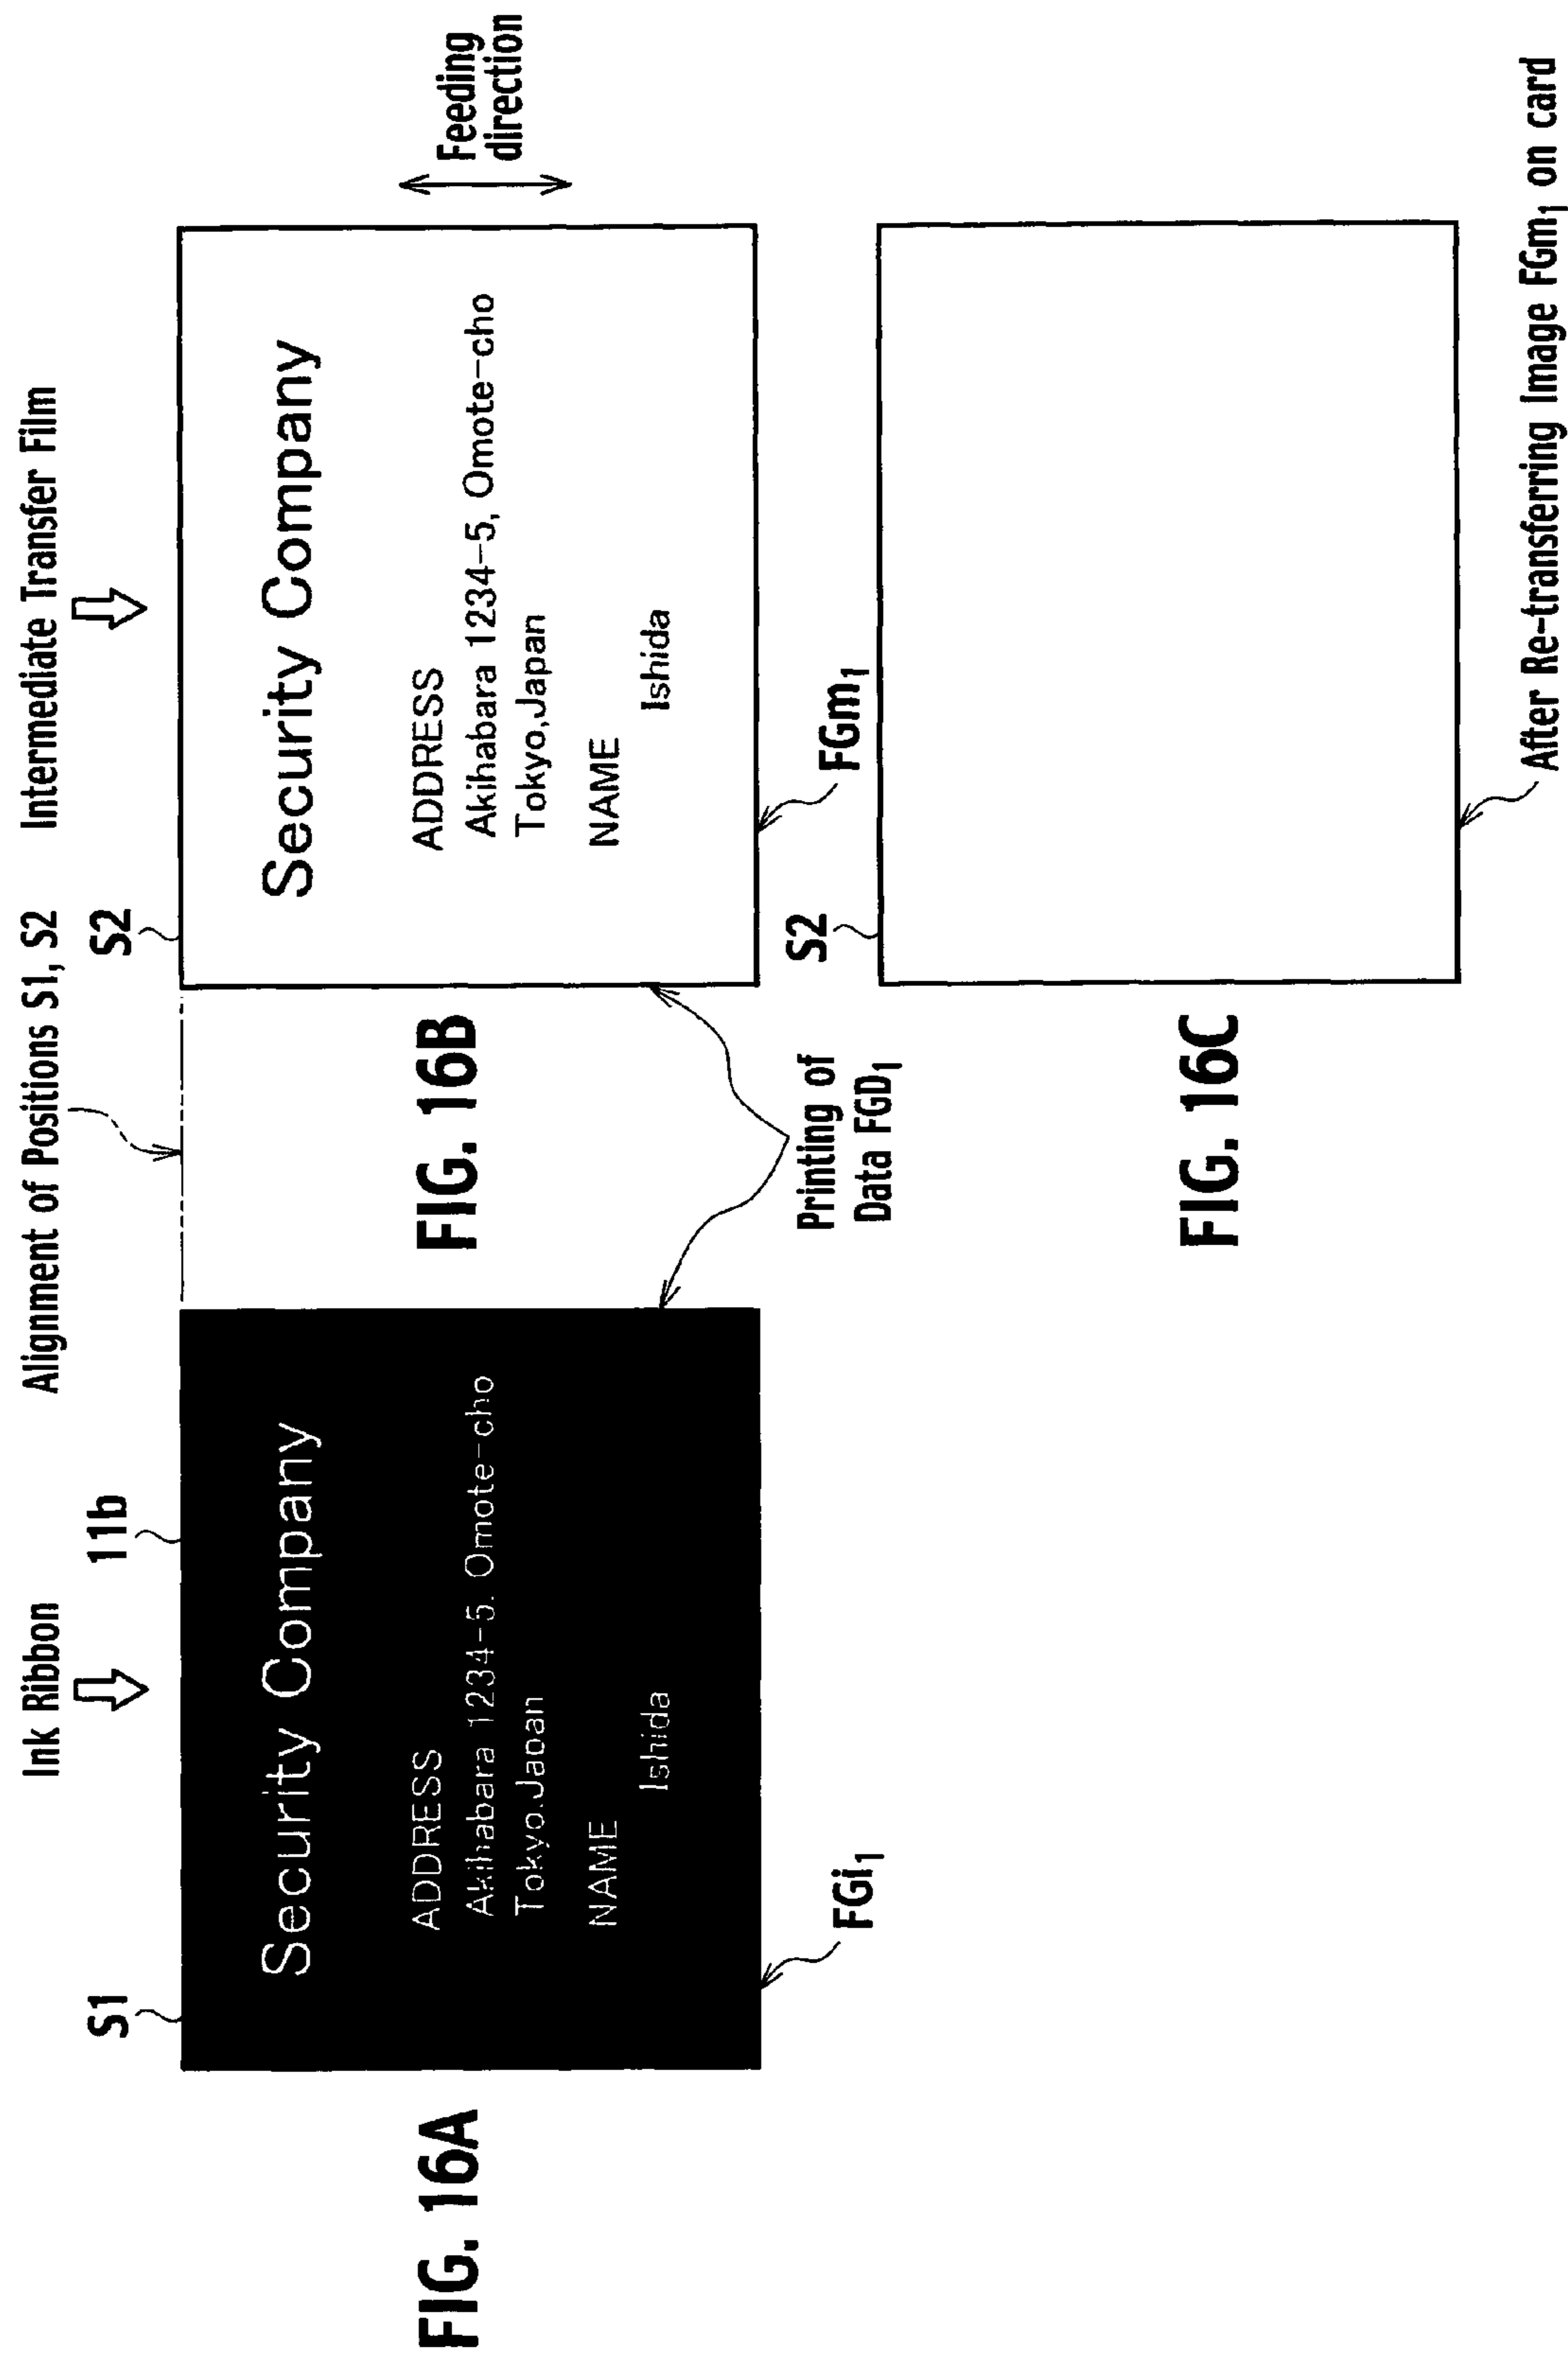 Ink Ribbon
Alignment of Positions S1, S2
Intermediate Transfer Film
S1
11b
S2
Security Company
ADDRESS
Akihabara 1234-5. Omote-cho
Tokyo.Japan
NAME
Ishida
FGi1
FIG. 16A
Security Company
ADDRESS
Akihabara 1234-5, Omote-cho
Tokyo,Japan
NAME
Ishida
FGm1
FIG. 16B
Feeding
direction
Printing of
Data FGD1
S2
FIG. 16C
After Re-transferring Image FGm1 on card